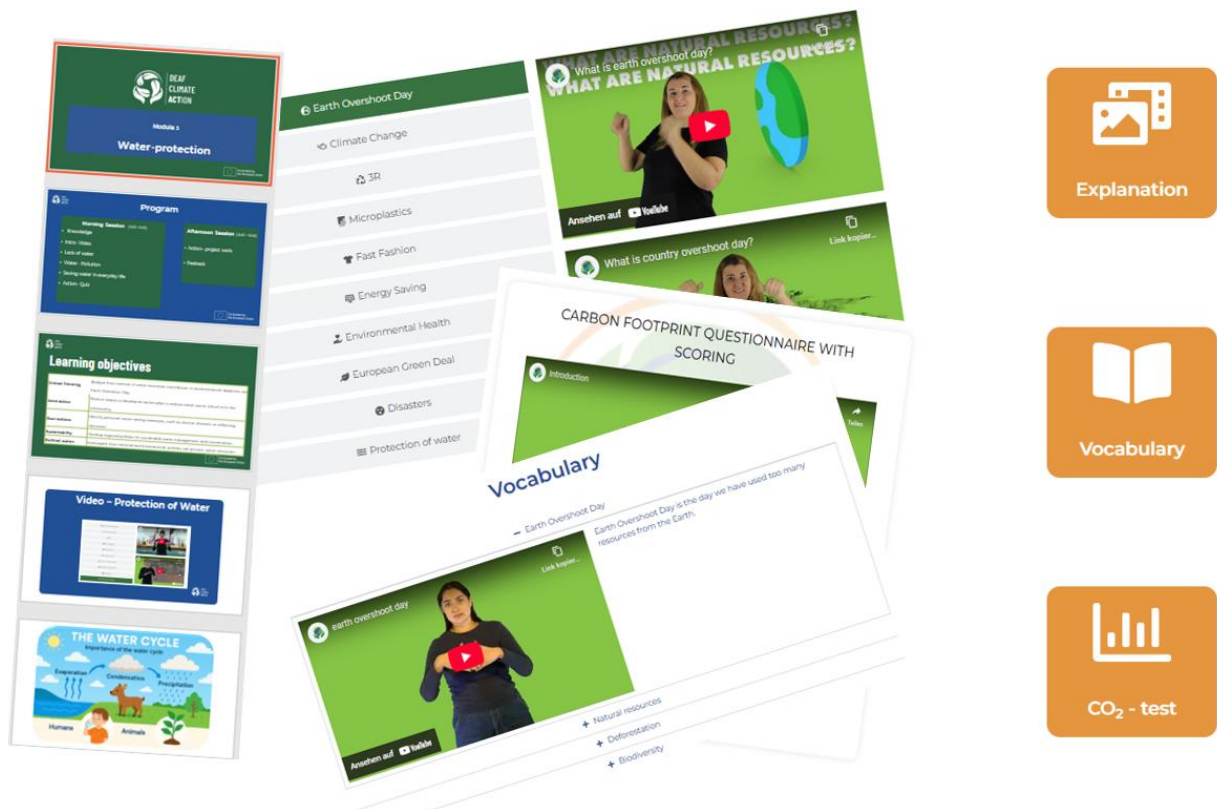 DEAF
CLIMATE
ACTION
Module 3
Water-protection
Program
Morning Session
Knowledge
Intro- Video
Lack of water
Water - Pollution
Saving water in everyday life
Action- Quiz
Afternoon Session
Action- project work
Learning objectives
Video – Protection of Water
THE WATER CYCLE
Importance of the water cycle
Evaporation
Condensation
Precipitation
Humans
Animals
Earth Overshoot Day
Climate Change
3R
Microplastics
Fast Fashion
Energy Saving
Environmental Health
European Green Deal
Disasters
Protection of water
WHAT ARE NATURAL RESOURCES?
WHAT ARE NATURAL RESOURCES?
What is earth overshoot day?
Ansehen auf YouTube
What is country overshoot day?
Link kopier...
CARBON FOOTPRINT QUESTIONNAIRE WITH
SCORING
Introduction
Teilen
Vocabulary
− Earth Overshoot Day
earth overshoot day
Link kopier...
Ansehen auf YouTube
Earth Overshoot Day is the day we have used too many
resources from the Earth.
+ Natural resources
+ Deforestation
+ Biodiversity
Explanation
Vocabulary
CO₂ - test